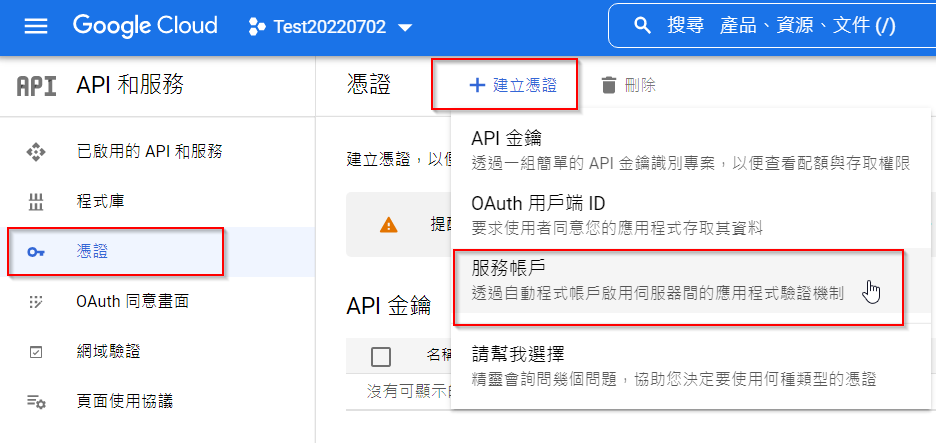 Google Cloud
Test20220702
搜尋 產品、資源、文件 (/)
API
API 和服務
憑證
建立憑證
刪除
已啟用的 API 和服務
程式庫
憑證
OAuth 同意畫面
網域驗證
頁面使用協議
建立憑證，以
提
API 金鑰
透過一組簡單的 API 金鑰識別專案，以便查看配額與存取權限
OAuth 用戶端 ID
要求使用者同意您的應用程式存取其資料
服務帳戶
透過自動程式帳戶啟用伺服器間的應用程式驗證機制
請幫我選擇
精靈會詢問幾個問題，協助您決定要使用何種類型的憑證
API 金鑰
名
沒有可顯示